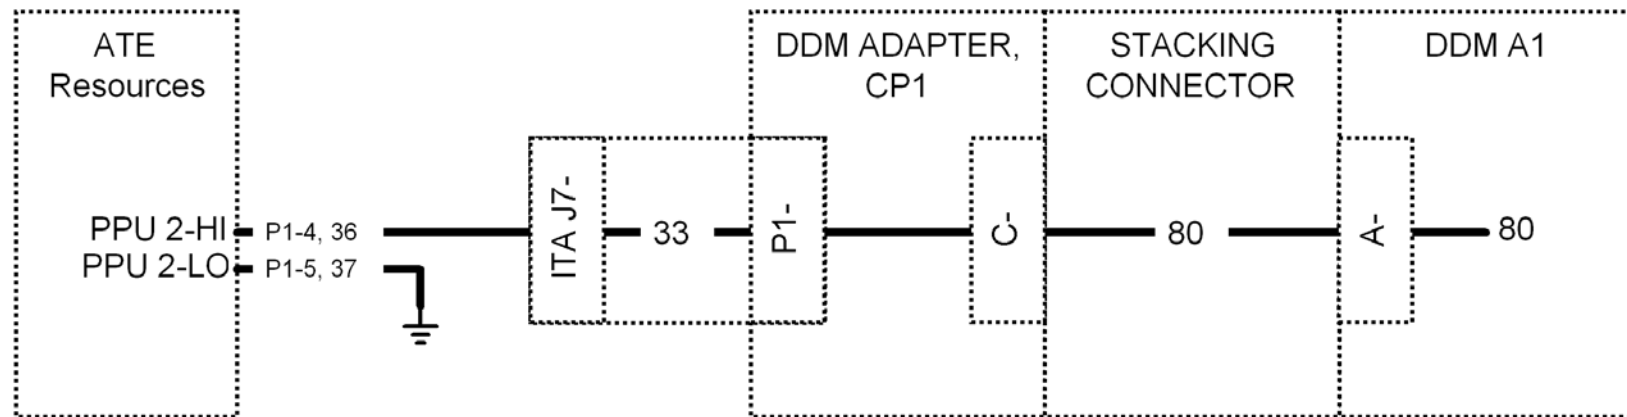 ATE
Resources
DDM ADAPTER,
CP1
STACKING
CONNECTOR
DDM A1
PPU 2-HI P1-4, 36 ITA J7- 33 P1- C- 80 A- 80
PPU 2-LO P1-5, 37